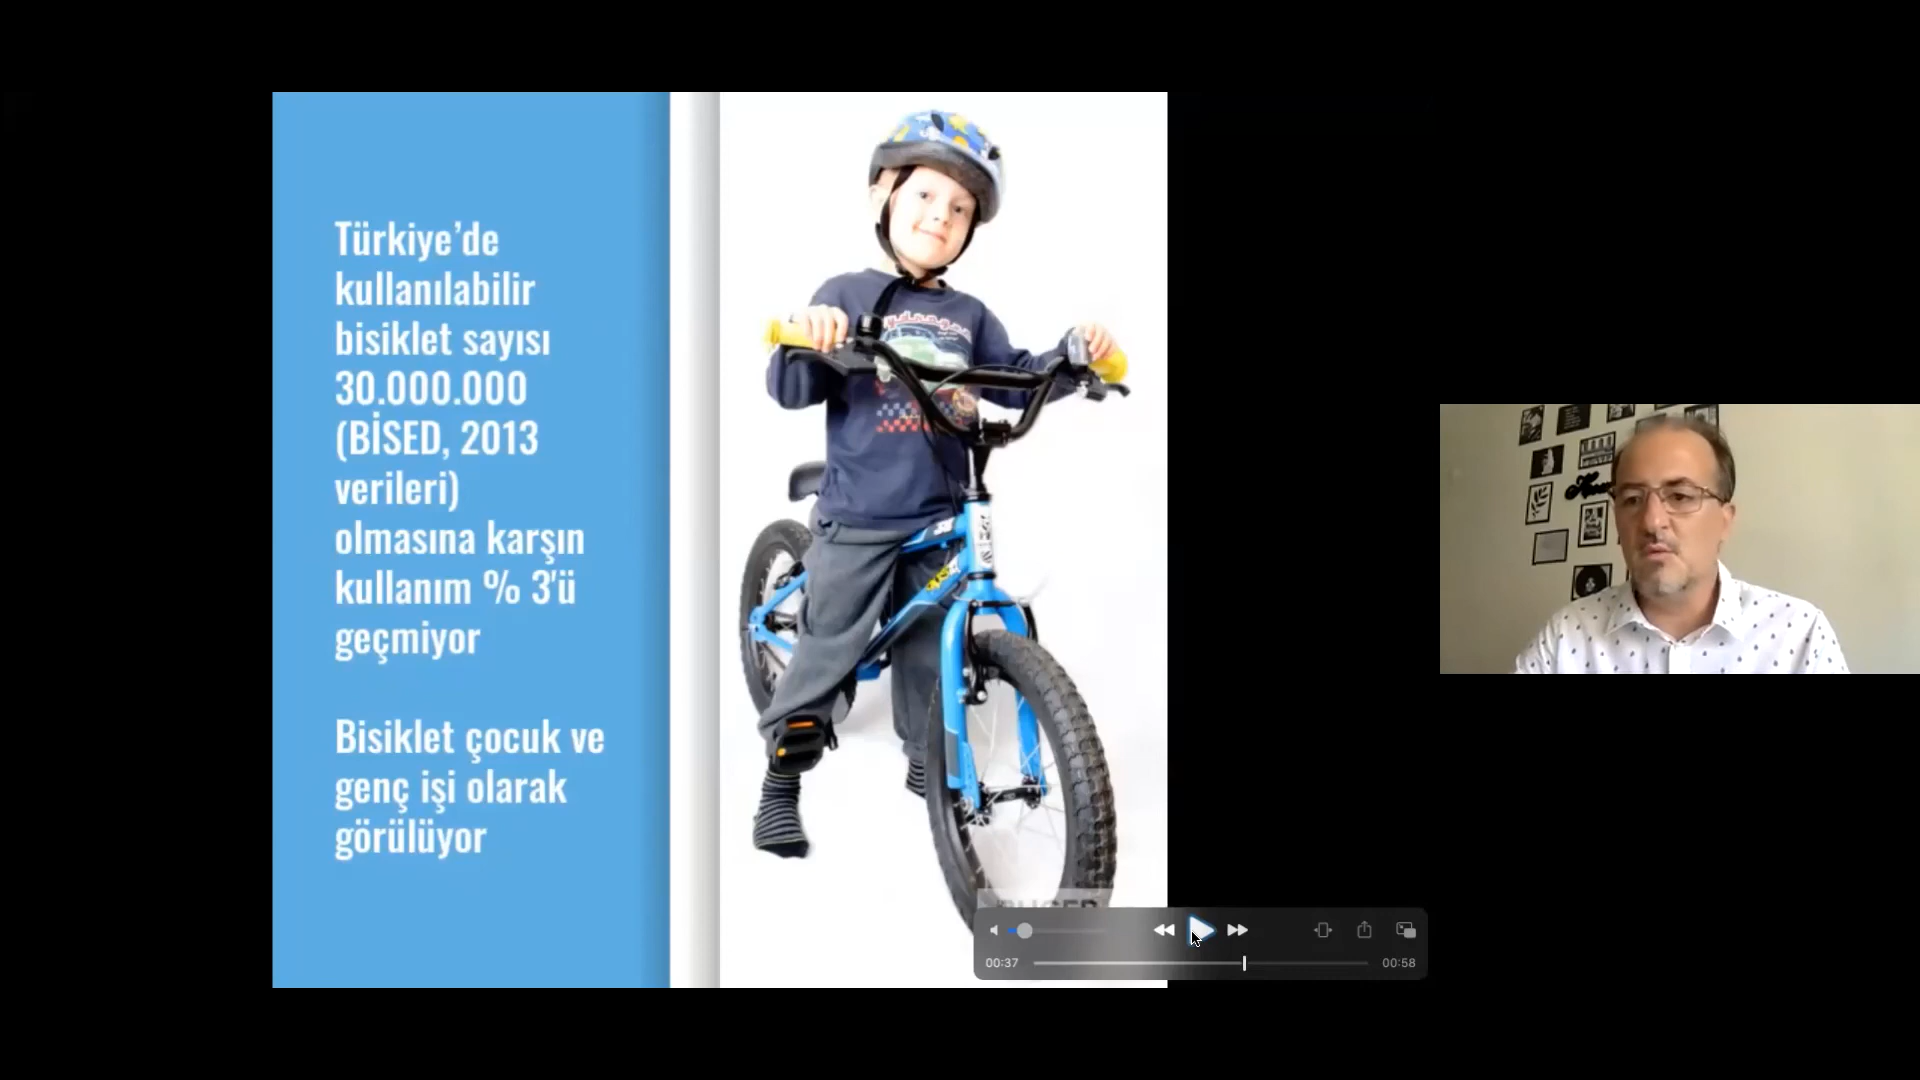 Türkiye’de
kullanılabilir
bisiklet sayısı
30.000.000
(BİSED, 2013
verileri)
olmasına karşın
kullanım % 3'ü
geçmiyor
Bisiklet çocuk ve
genç işi olarak
görülüyor
00:37
00:58